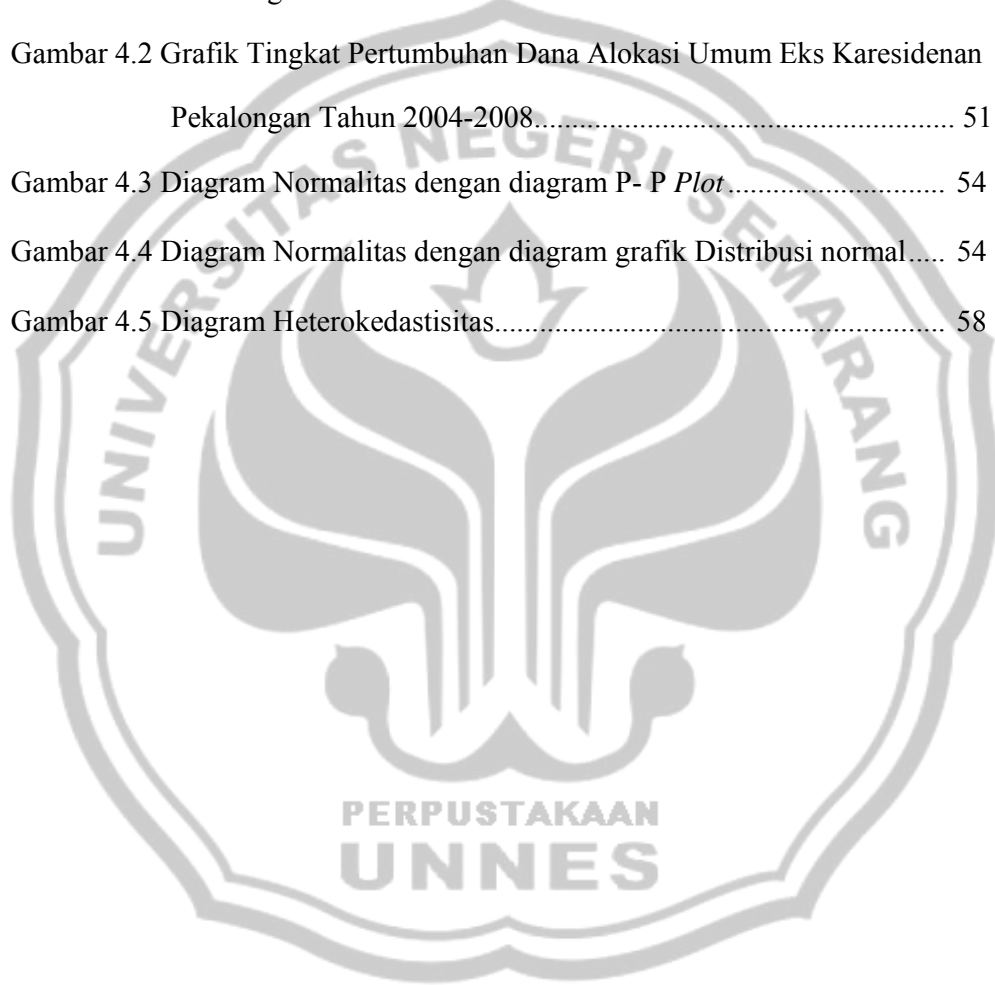 Gambar 4.2 Grafik Tingkat Pertumbuhan Dana Alokasi Umum Eks Karesidenan
Pekalongan Tahun 2004-2008........................................................ 51
Gambar 4.3 Diagram Normalitas dengan diagram P- P Plot............................. 54
Gambar 4.4 Diagram Normalitas dengan diagram grafik Distribusi normal..... 54
Gambar 4.5 Diagram Heterokedastisitas............................................................ 58
UNIVERSITAS NEGERI SEMARANG
PERPUSTAKAAN
UNNES